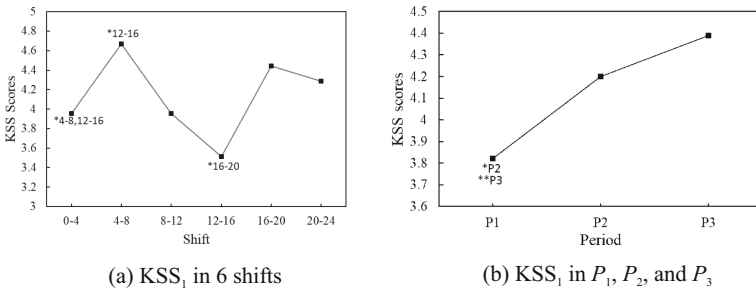 5
4.8
4.6
4.4
4.2
4
3.8
3.6
3.4
3.2
3
KSS Scores
*12-16
*4-8,12-16
*16-20
0-4 4-8 8-12 12-16 16-20 20-24
Shift
(a) KSS1 in 6 shifts
4.5
4.4
4.3
4.2
4.1
4
3.9
3.8
3.7
3.6
KSS scores
*P2
**P3
P1 P2 P3
Period
(b) KSS1 in P1, P2, and P3